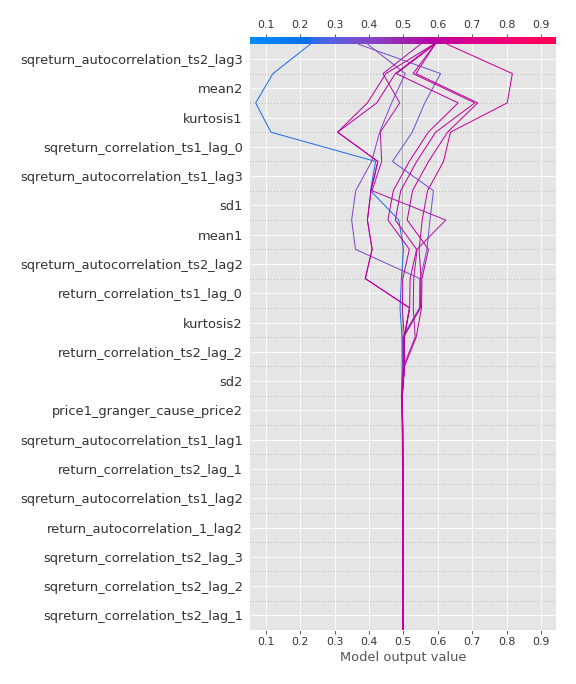 0.1 0.2 0.3 0.4 0.5 0.6 0.7 0.8 0.9
sqreturn_autocorrelation_ts2_lag3
mean2
kurtosis1
sqreturn_correlation_ts1_lag_0
sqreturn_autocorrelation_ts1_lag3
sd1
mean1
sqreturn_autocorrelation_ts2_lag2
return_correlation_ts1_lag_0
kurtosis2
return_correlation_ts2_lag_2
sd2
price1_granger_cause_price2
sqreturn_autocorrelation_ts1_lag1
return_correlation_ts2_lag_1
sqreturn_autocorrelation_ts1_lag2
return_autocorrelation_1_lag2
sqreturn_correlation_ts2_lag_3
sqreturn_correlation_ts2_lag_2
sqreturn_correlation_ts2_lag_1
0.1 0.2 0.3 0.4 0.5 0.6 0.7 0.8 0.9
Model output value